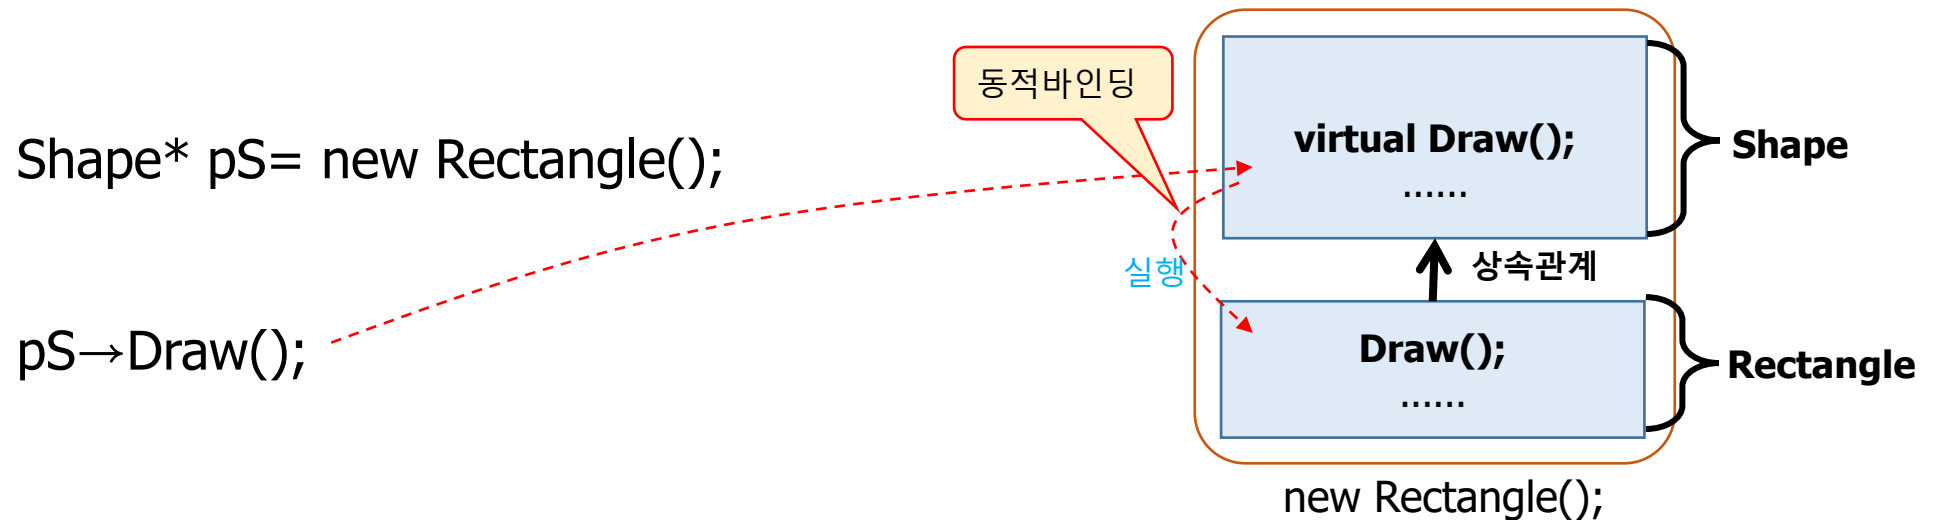 Shape* pS= new Rectangle();
pS→Draw();
동적바인딩
실행
virtual Draw();
......
Shape
상속관계
Draw();
......
Rectangle
new Rectangle();